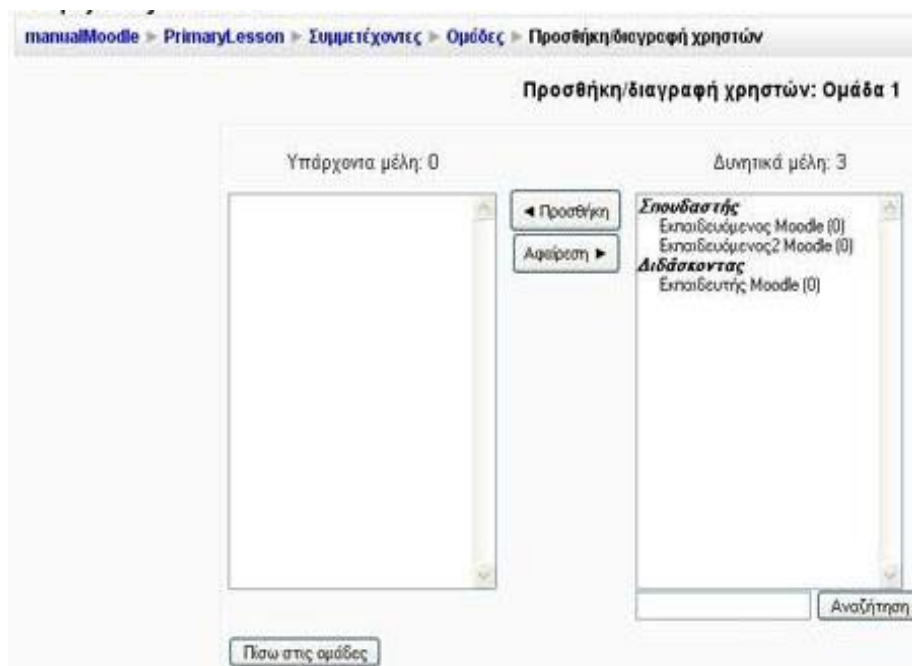 manualMoodle ► PrimaryLesson ► Συμμετέχοντες ► Ομάδες ► Προσθήκη/διαγραφή χρηστών
Προσθήκη/διαγραφή χρηστών: Ομάδα 1
Υπάρχοντα μέλη: 0
Δυνητικά μέλη: 3
◄ Προσθήκη
Αφαίρεση ►
Σπουδαστής
Εκπαιδευόμενος Moodle (0)
Εκπαιδευόμενος2 Moodle (0)
Διδάσκοντας
Εκπαιδευτής Moodle (0)
Αναζήτηση
Πίσω στις ομάδες